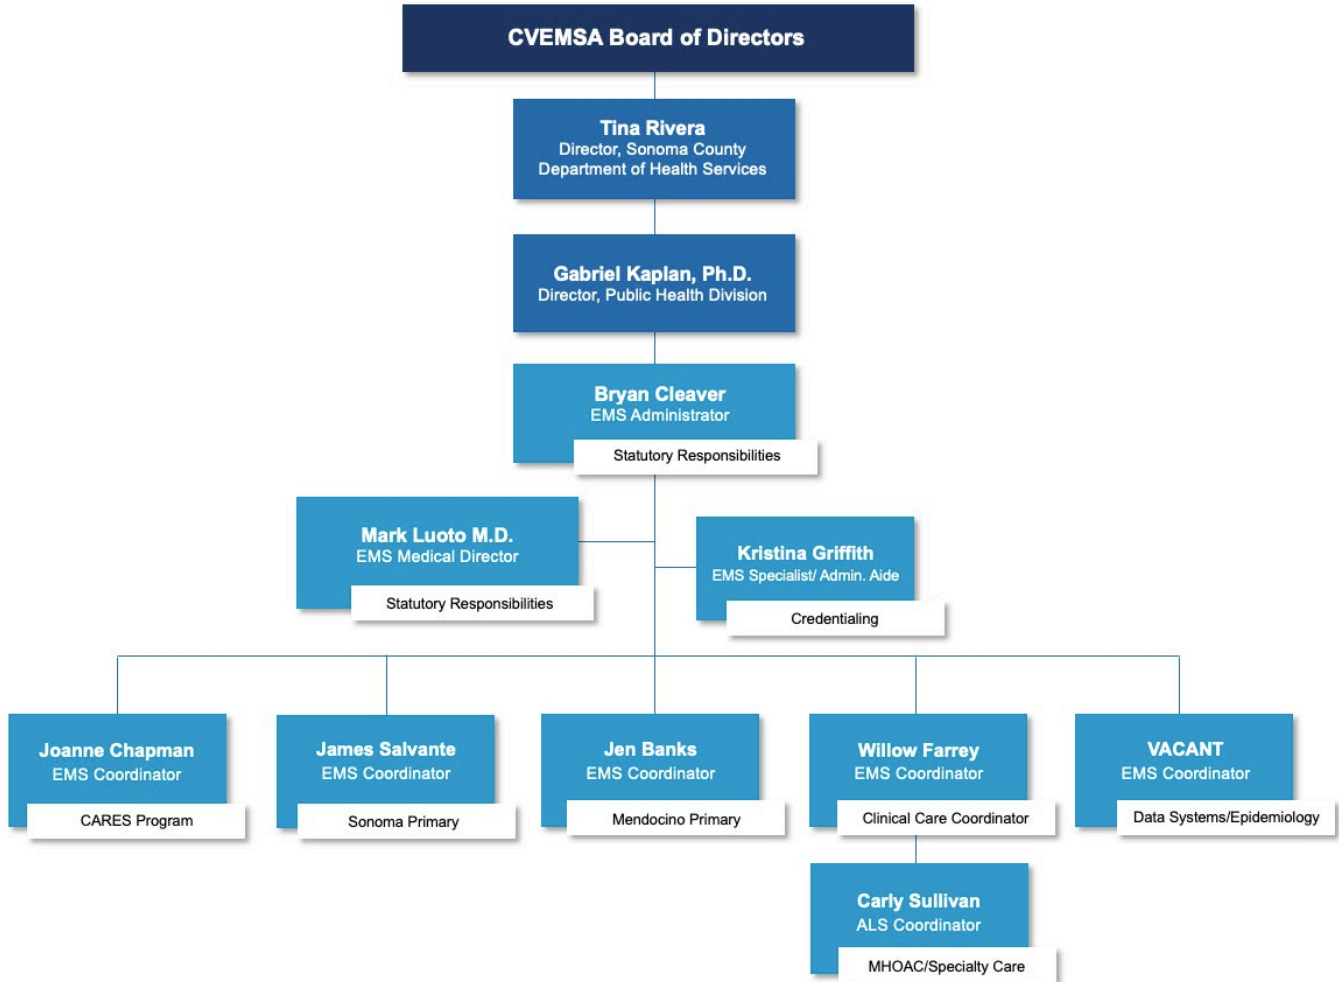 CVEMSA Board of Directors
Tina Rivera
Director, Sonoma County
Department of Health Services
Gabriel Kaplan, Ph.D.
Director, Public Health Division
Bryan Cleaver
EMS Administrator
Statutory Responsibilities
Mark Luoto M.D.
EMS Medical Director
Statutory Responsibilities
Kristina Griffith
EMS Specialist/ Admin. Aide
Credentialing
Joanne Chapman
EMS Coordinator
CARES Program
James Salvante
EMS Coordinator
Sonoma Primary
Jen Banks
EMS Coordinator
Mendocino Primary
Willow Farrey
EMS Coordinator
Clinical Care Coordinator
VACANT
EMS Coordinator
Data Systems/Epidemiology
Carly Sullivan
ALS Coordinator
MHOAC/Specialty Care